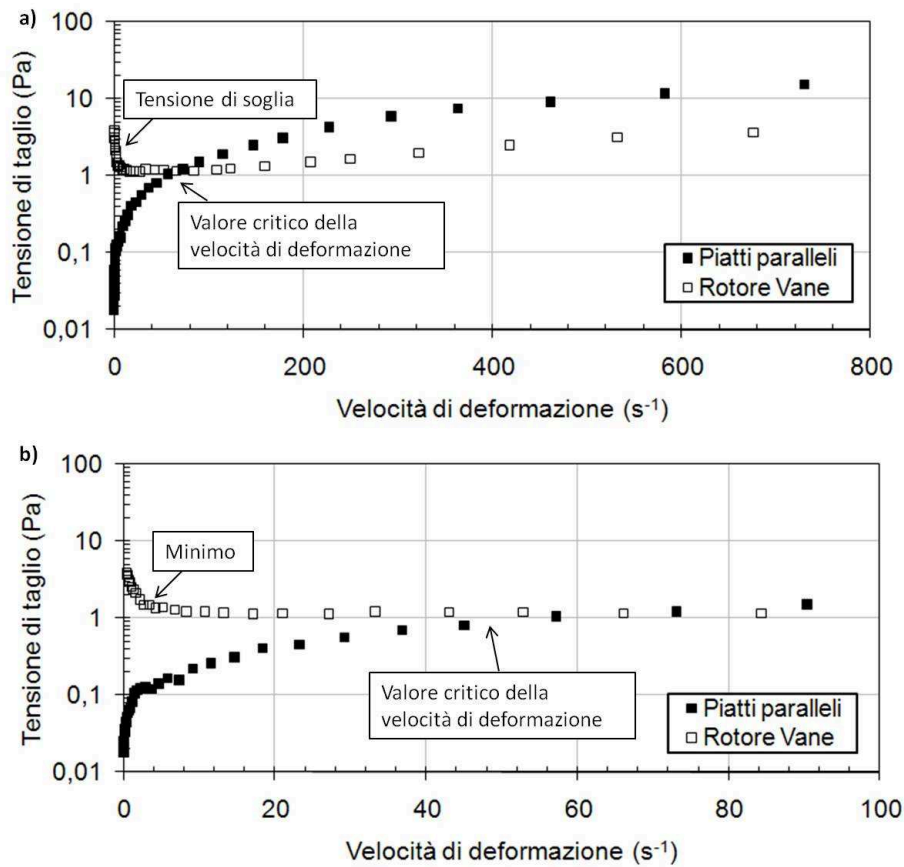 a)
100
10
1
0,1
0,01
Tensione di taglio (Pa)
Tensione di soglia
Valore critico della
velocità di deformazione
Piatti paralleli
Rotore Vane
0
200
400
600
800
Velocità di deformazione (s⁻¹)
b)
100
10
1
0,1
0,01
Tensione di taglio (Pa)
Minimo
Valore critico della
velocità di deformazione
Piatti paralleli
Rotore Vane
0
20
40
60
80
100
Velocità di deformazione (s⁻¹)